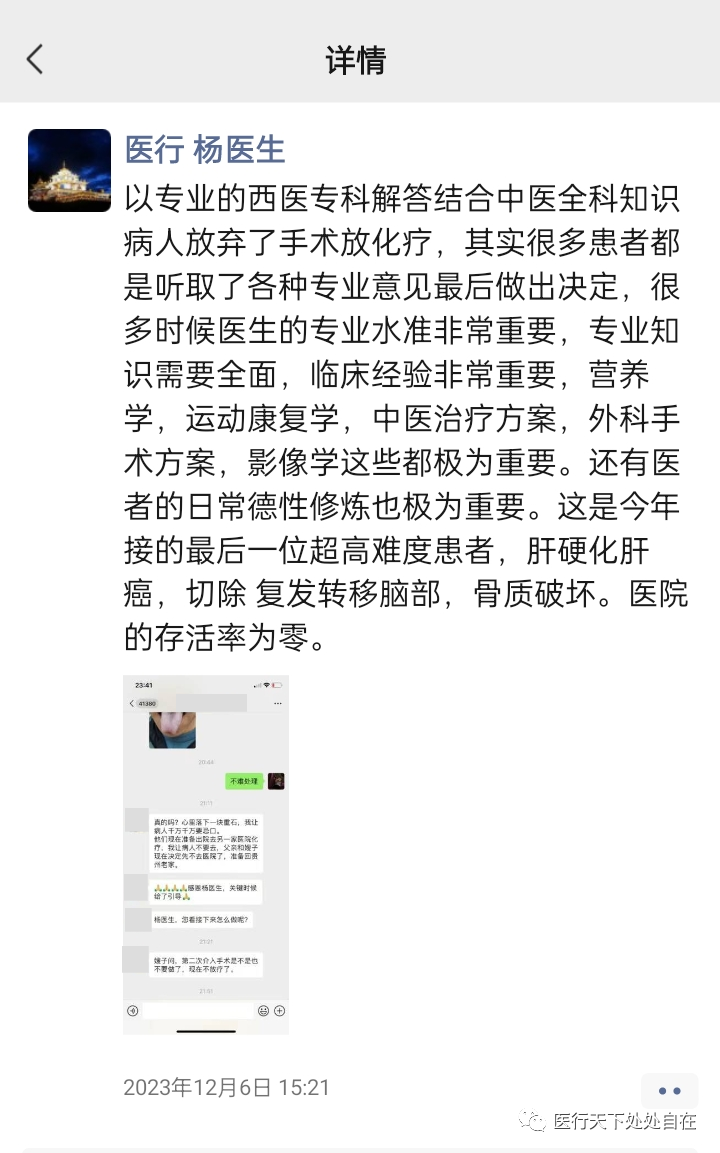 详情
医行 杨医生
以专业的西医专科解答结合中医全科知识
病人放弃了手术放化疗，其实很多患者都
是听取了各种专业意见最后做出决定，很
多时候医生的专业水准非常重要，专业知
识需要全面，临床经验非常重要，营养
学，运动康复学，中医治疗方案，外科手
术方案，影像学这些都极为重要。还有医
者的日常德性修炼也极为重要。这是今年
接的最后一位超高难度患者，肝硬化肝
癌，切除 复发转移脑部，骨质破坏。医院
的存活率为零。
23:41
41380
20:44
不难处理
21:11
真的吗？心里落下一块重石，我让
病人千万千万要忌口。
他们现在准备出院去另一家医院化
疗，我让病人不要去，父亲和嫂子
现在决定先不去医院了，准备回贵
州老家。
🙏🙏🙏🙏感恩杨医生，关键时候
给了引导🙏
杨医生，您看接下来怎么做呢？
21:21
嫂子问，第二次介入手术是不是也
不要做了，现在不放疗了。
2023年12月6日 15:21
医行天下处处自在